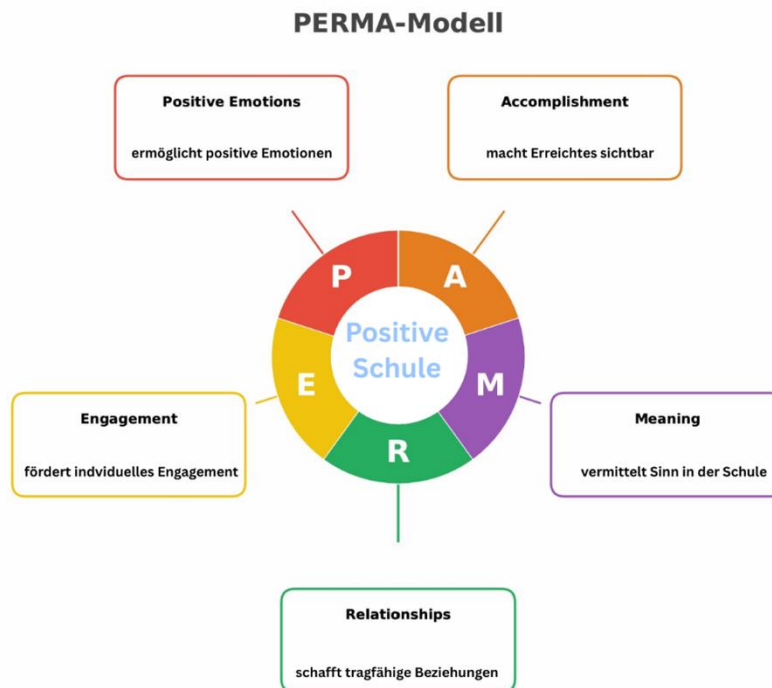 PERMA-Modell
Positive Emotions
ermöglicht positive Emotionen
Accomplishment
macht Erreichtes sichtbar
P
A
Positive
Schule
E
M
R
Engagement
fördert indviduelles Engagement
Meaning
vermittelt Sinn in der Schule
Relationships
schafft tragfähige Beziehungen